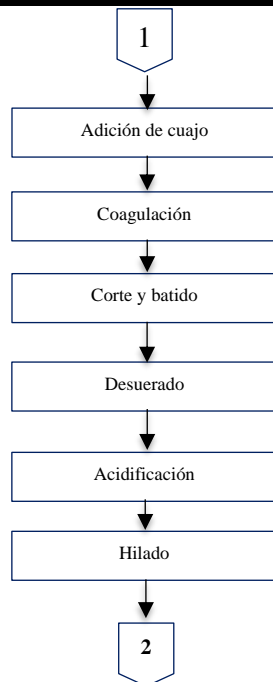 1
Adición de cuajo
Coagulación
Corte y batido
Desuerado
Acidificación
Hilado
2